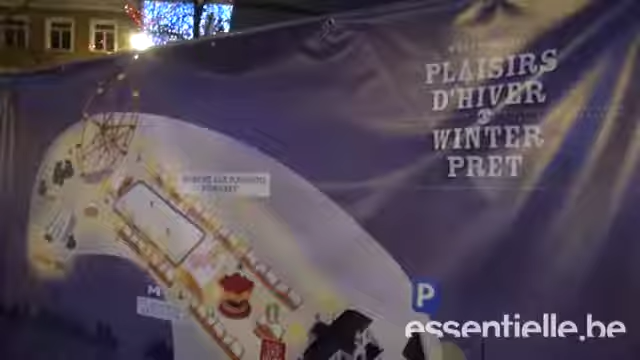 PLAISIRS
D'HIVER
&
WINTER
PRET
P
M
essentielle.be